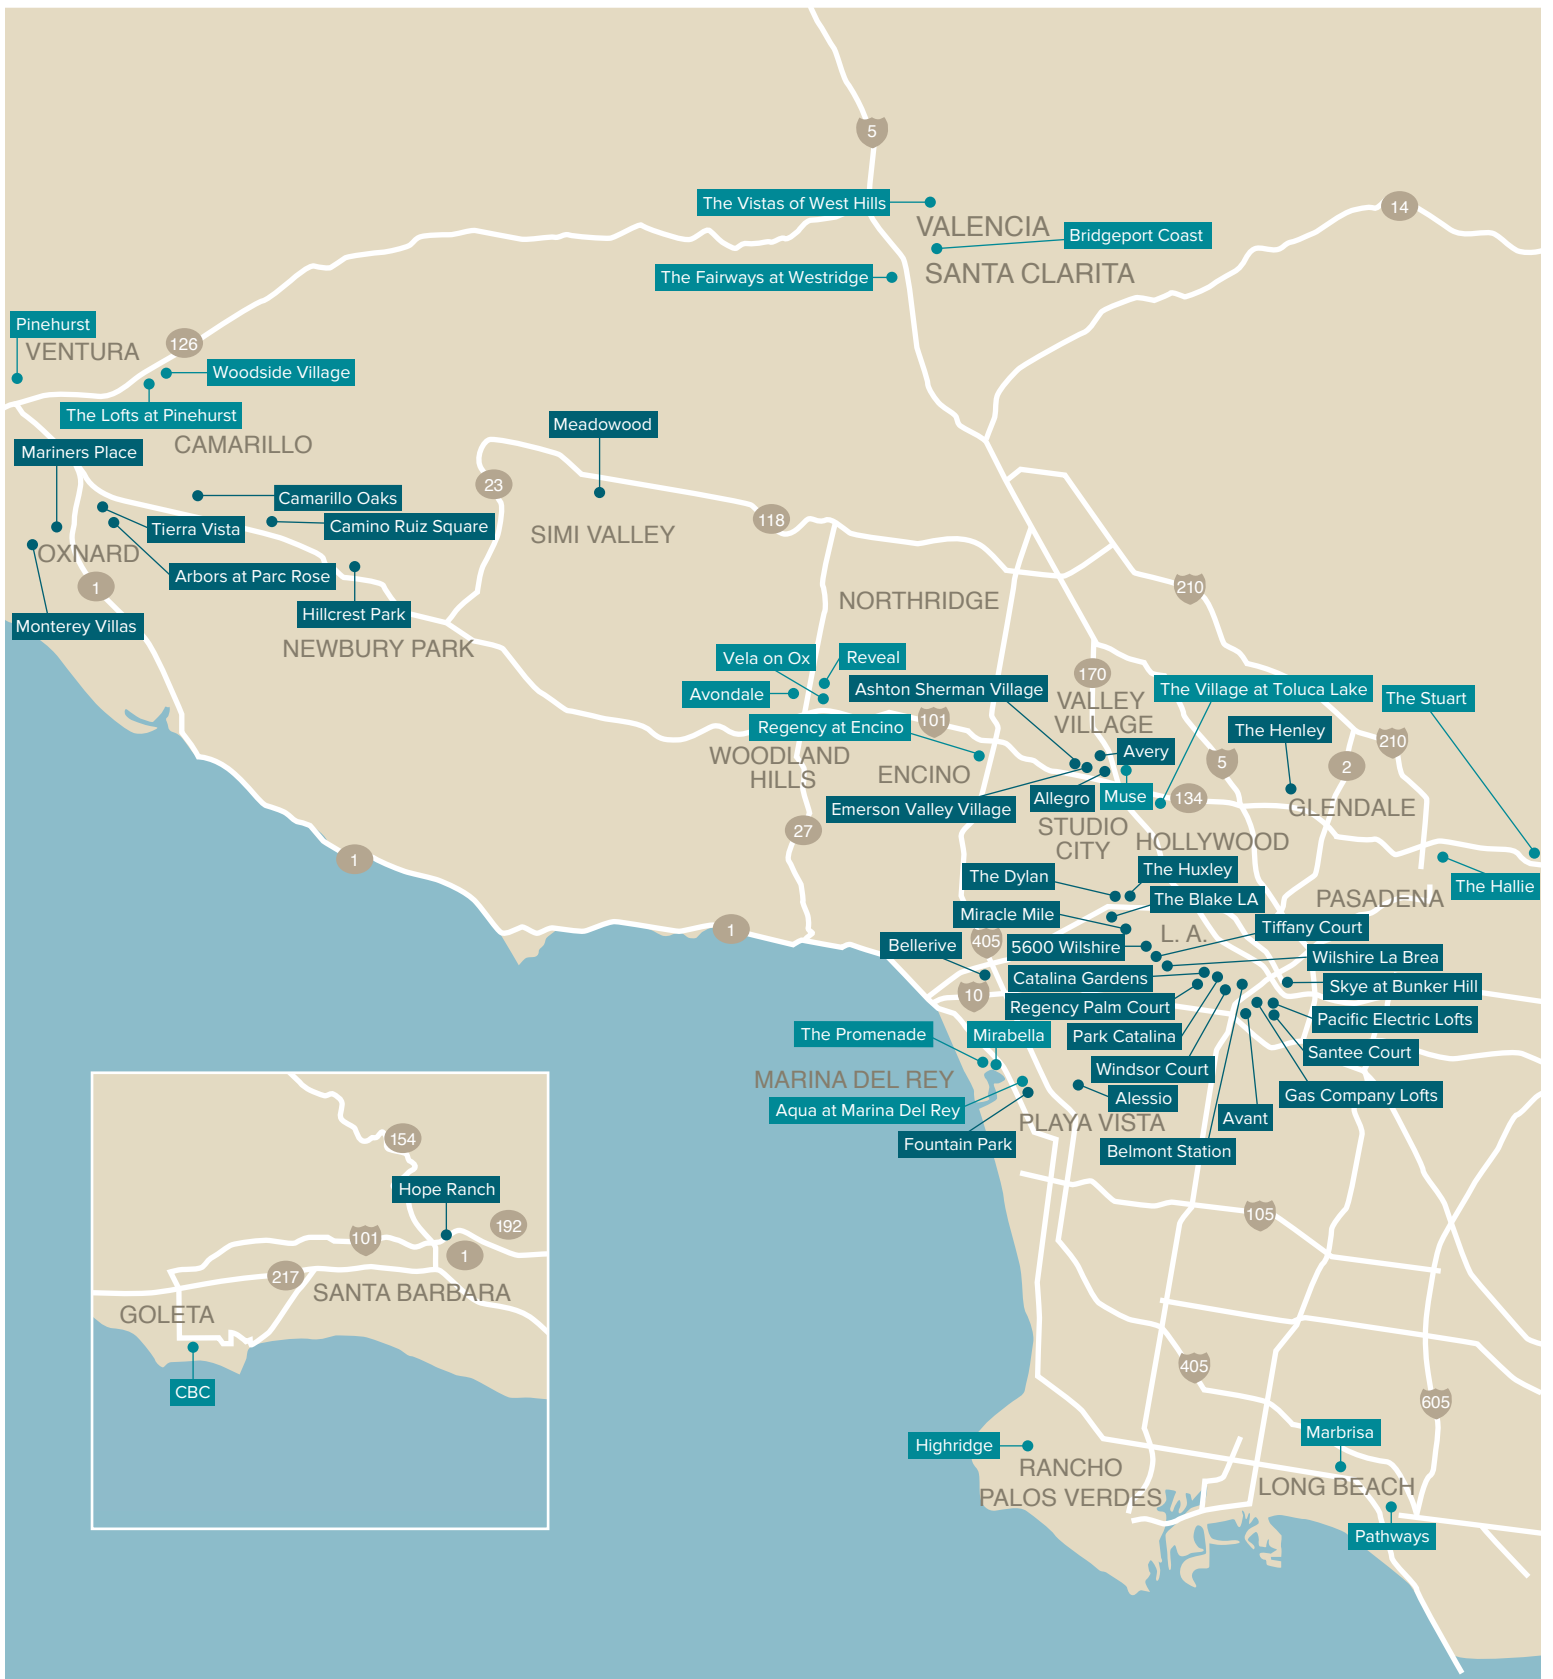 5
14
The Vistas of West Hills
VALENCIA
Bridgeport Coast
SANTA CLARITA
The Fairways at Westridge
Pinehurst
VENTURA
126
Woodside Village
The Lofts at Pinehurst
CAMARILLO
Meadowood
Mariners Place
23
Camarillo Oaks
118
Camino Ruiz Square
Tierra Vista
SIMI VALLEY
OXNARD
Arbors at Parc Rose
1
210
NORTHRIDGE
Hillcrest Park
Monterey Villas
NEWBURY PARK
Vela on Ox
Reveal
170
Avondale
Ashton Sherman Village
The Village at Toluca Lake
The Stuart
VALLEY
VILLAGE
101
Regency at Encino
The Henley
210
Avery
WOODLAND
HILLS
ENCINO
5
2
Emerson Valley Village
Allegro
Muse
134
GLENDALE
27
STUDIO
CITY
HOLLYWOOD
1
The Dylan
The Huxley
The Hallie
PASADENA
The Blake LA
Miracle Mile
1
L. A.
Tiffany Court
405
Bellerive
5600 Wilshire
Wilshire La Brea
Catalina Gardens
Skye at Bunker Hill
10
Regency Palm Court
Pacific Electric Lofts
The Promenade
Mirabella
Park Catalina
Santee Court
MARINA DEL REY
Windsor Court
Gas Company Lofts
Alessio
Aqua at Marina Del Rey
PLAYA VISTA
Avant
Fountain Park
Belmont Station
154
Hope Ranch
192
105
101
1
217
SANTA BARBARA
GOLETA
CBC
405
605
Marbrisa
Highridge
RANCHO
PALOS VERDES
LONG BEACH
Pathways